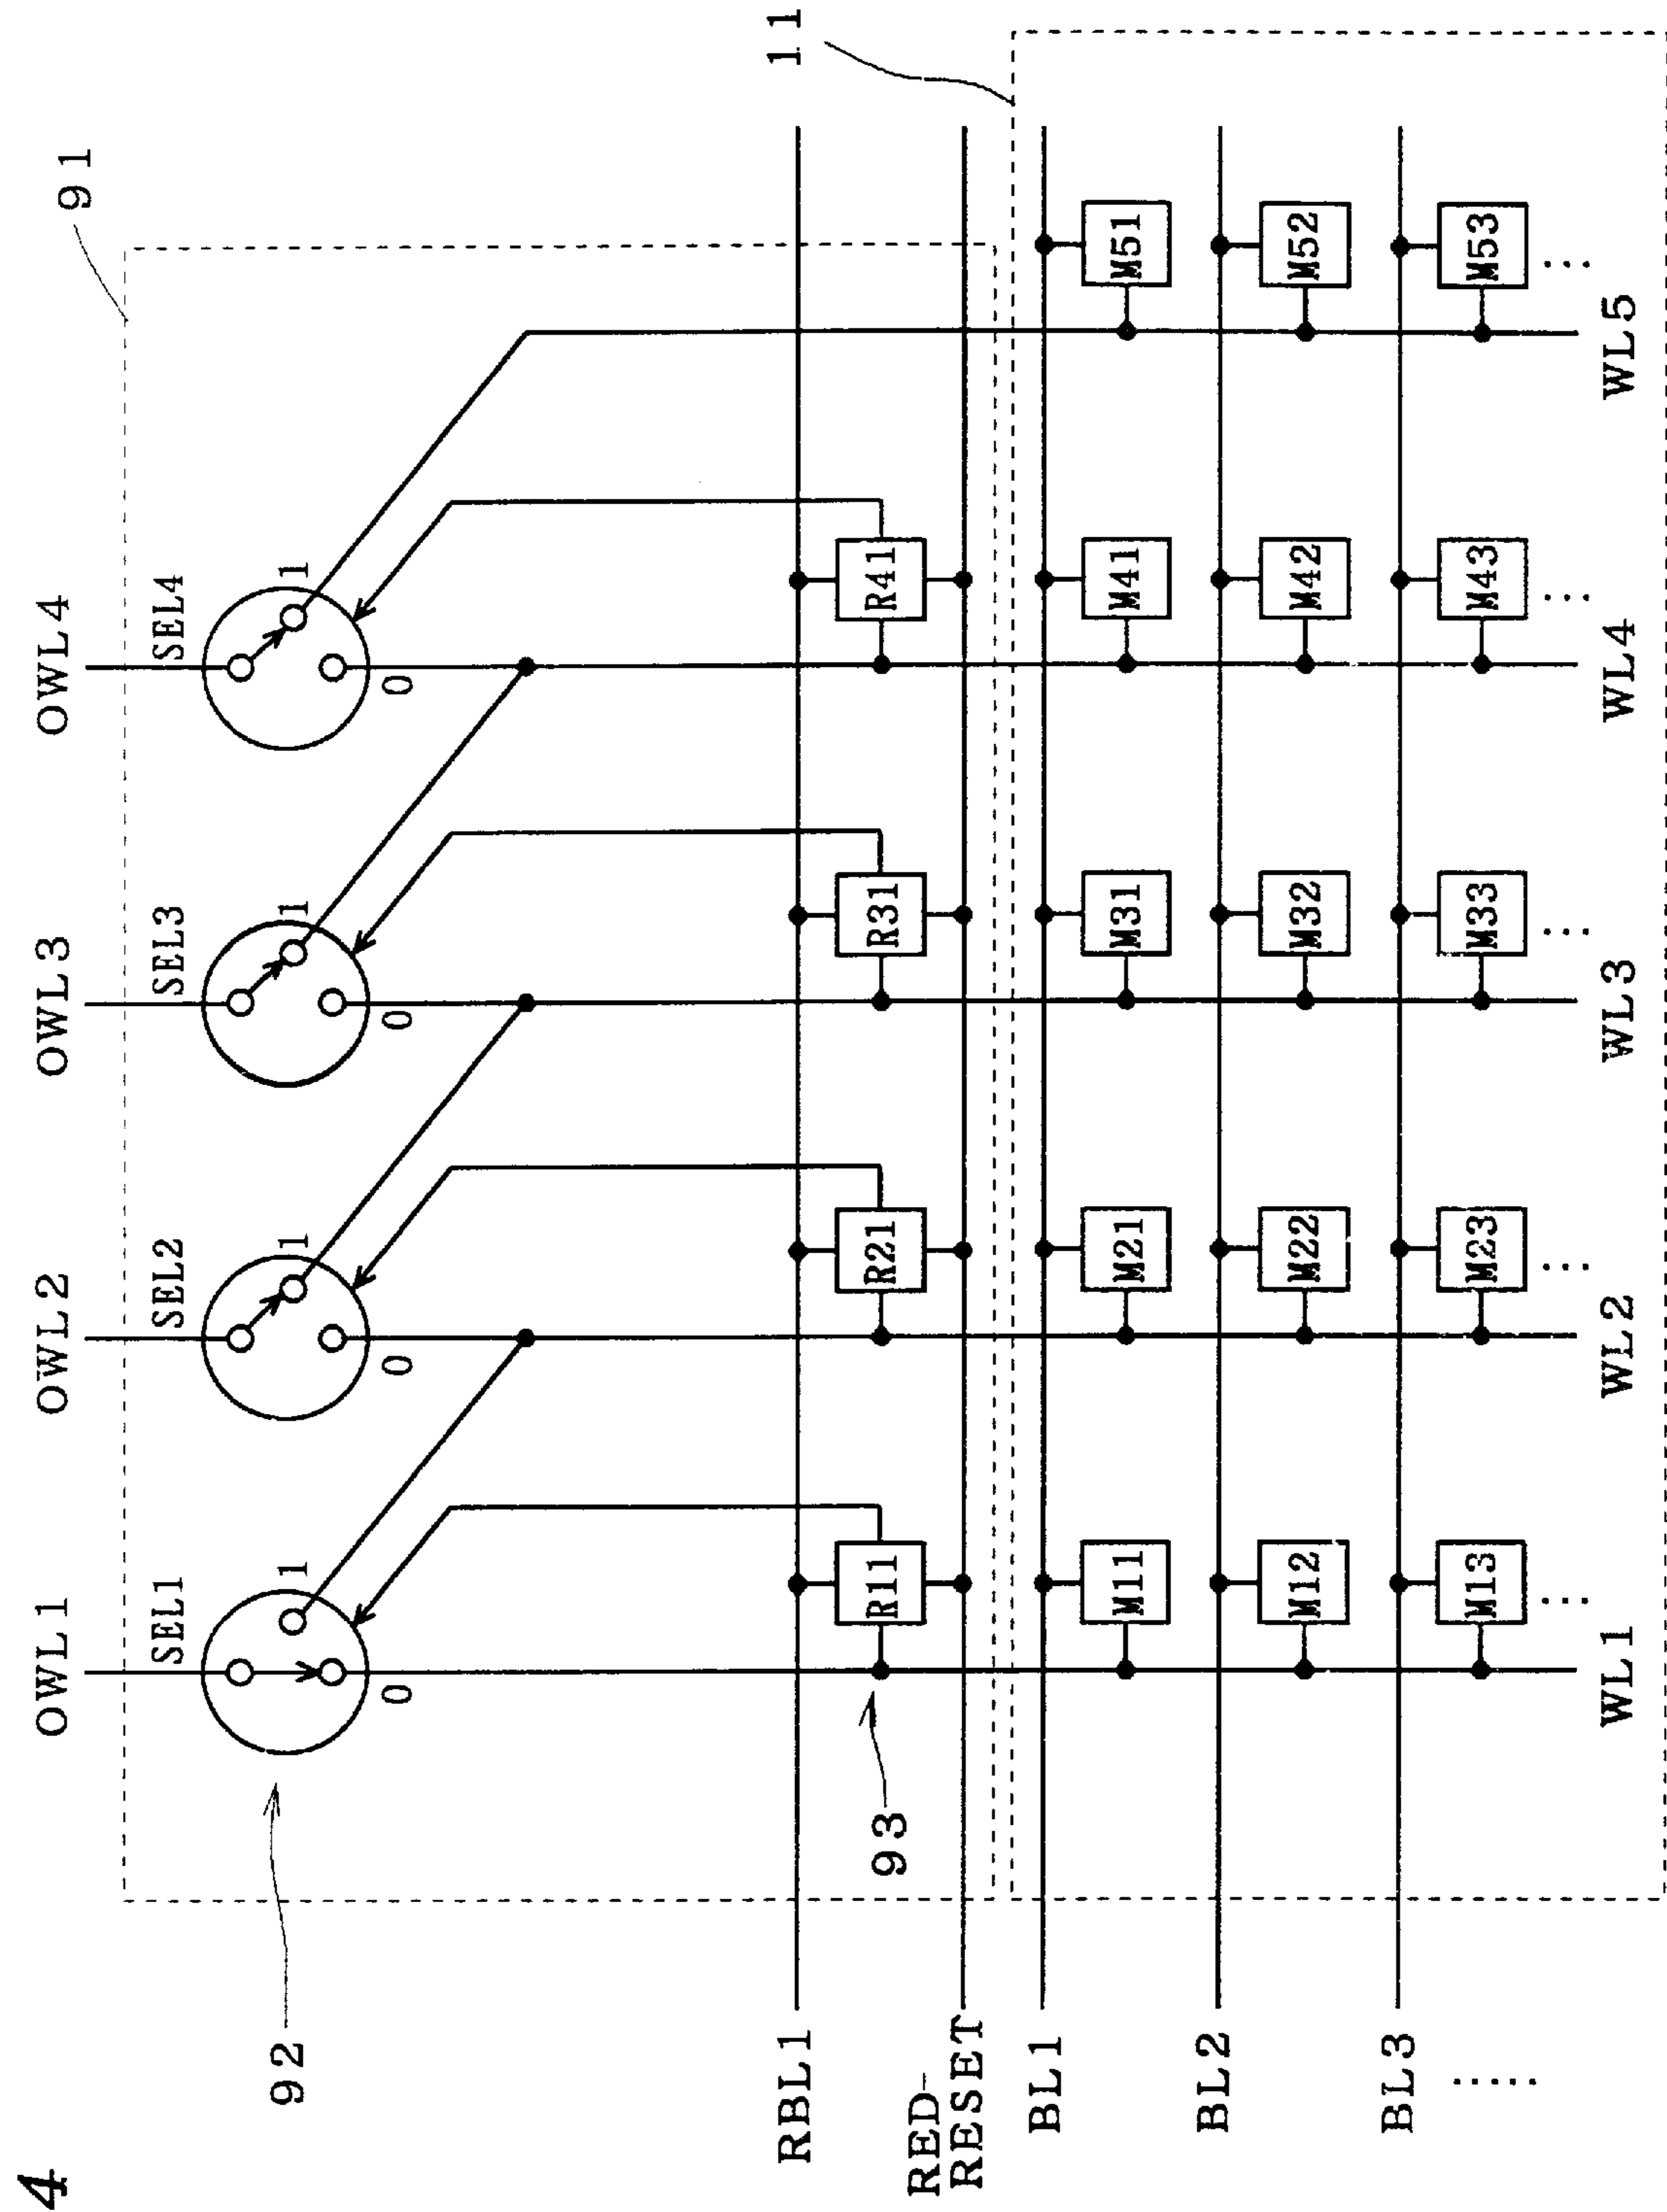 4
OWL1 OWL2 OWL3 OWL4
91
SEL1 SEL2 SEL3 SEL4
1 1 1 1
0 0 0 0
92
RBL1
11
R11 R21 R31 R41
93
RED-
RESET
BL1
M11 M21 M31 M41 M51
BL2
M12 M22 M32 M42 M52
BL3
M13 M23 M33 M43 M53
WL1 WL2 WL3 WL4 WL5